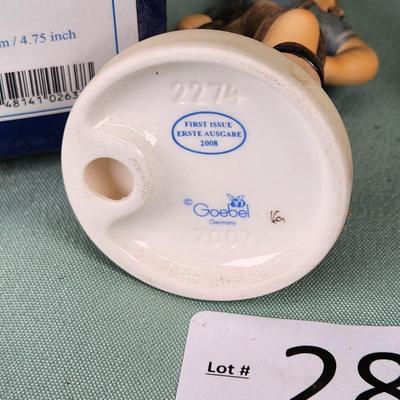 m / 4.75 inch
48141 0263
2274
FIRST ISSUE
ERSTE AUSGABE
2008
© Goebel
Germany
2007
Lot #
28